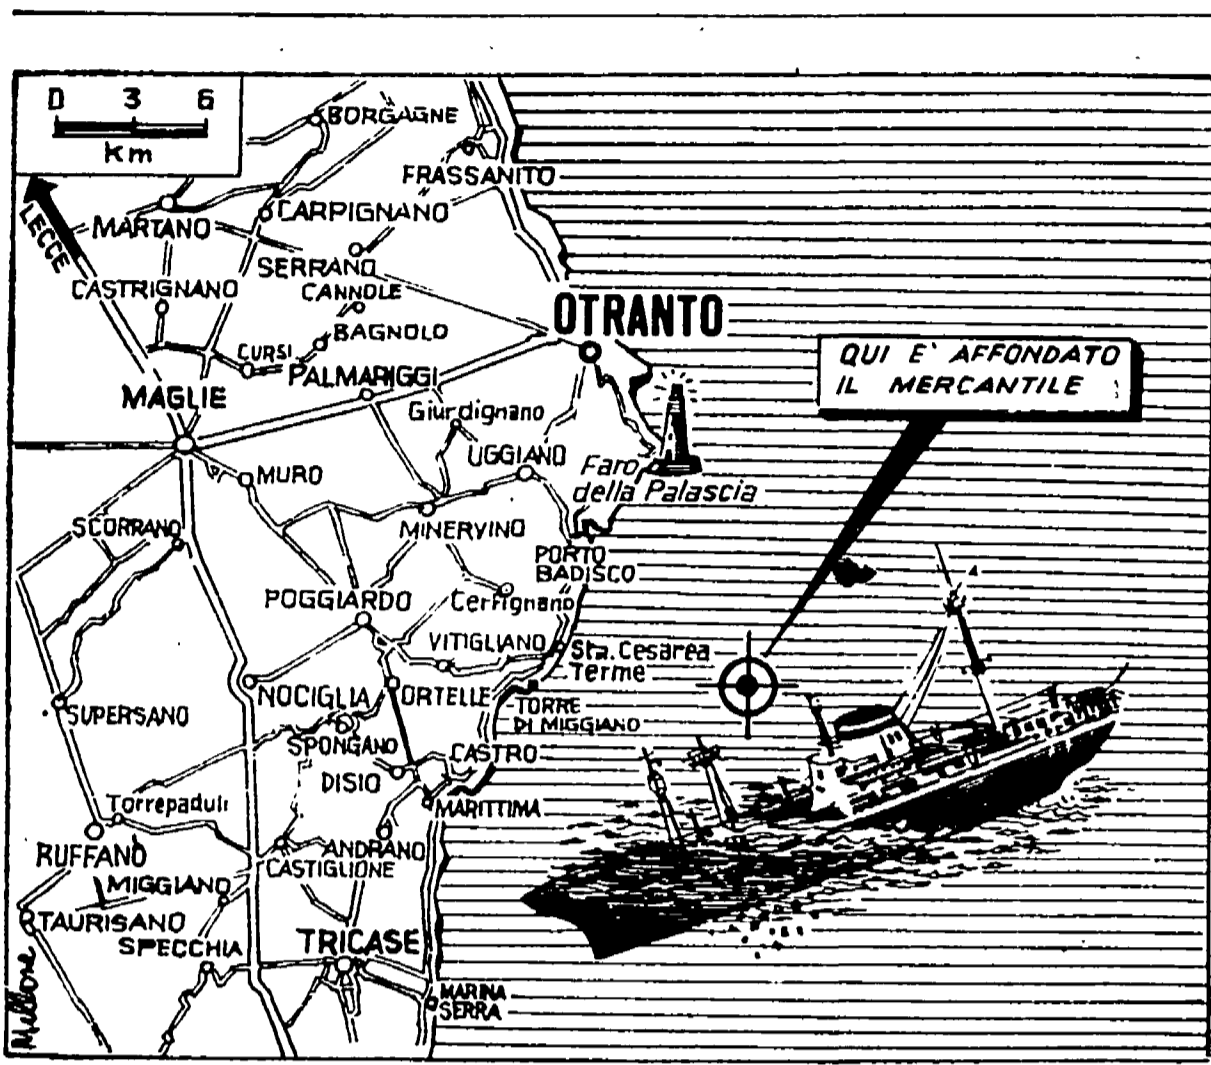 0 3 6
Km
BORGAGNE
FRASSANITO
LECCE
MARTANO
CARPIGNANO
SERRANO
CASTRIGNANO
CANNOLE
OTRANTO
BAGNOLO
CURSI
PALMARIGGI
QUI E' AFFONDATO
IL MERCANTILE
MAGLIE
Giurdignano
UGGIANO
MURO
Faro
della Palascia
SCORRANO
MINERVINO
PORTO
BADISCO
POGGIARDO
Cerfignano
VITIGLIANO
Sta. Cesarea
Terme
NOCIGLIA
ORTELLE
SUPERSANO
TORRE
DI MIGGIANO
SPONGANO
CASTRO
DISIO
Torrepaduli
MARITTIMA
RUFFANO
ANDRANO
CASTIGLIONE
MIGGIANO
TAURISANO
SPECCHIA
TRICASE
MARINA
SERRA